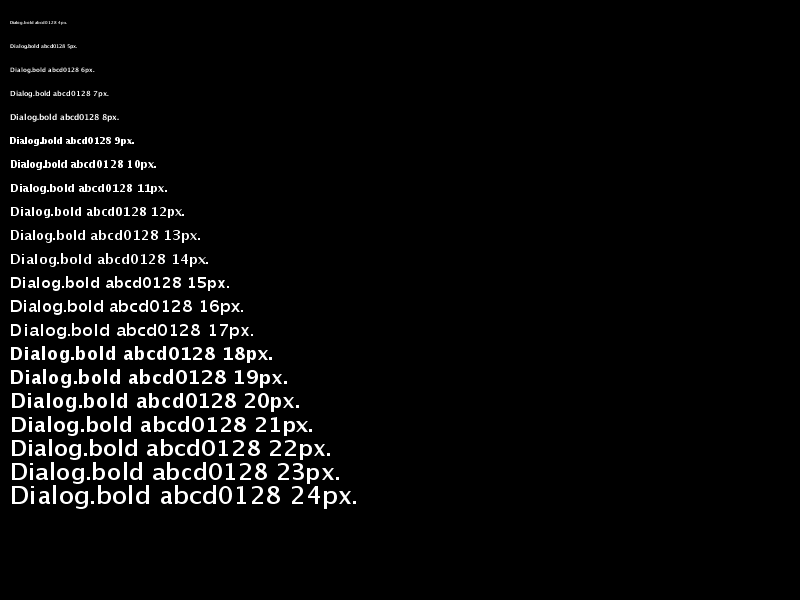 Dialog.bold abcd0128 4px.
Dialog.bold abcd0128 5px.
Dialog.bold abcd0128 6px.
Dialog.bold abcd0128 7px.
Dialog.bold abcd0128 8px.
Dialog.bold abcd0128 9px.
Dialog.bold abcd0128 10px.
Dialog.bold abcd0128 11px.
Dialog.bold abcd0128 12px.
Dialog.bold abcd0128 13px.
Dialog.bold abcd0128 14px.
Dialog.bold abcd0128 15px.
Dialog.bold abcd0128 16px.
Dialog.bold abcd0128 17px.
Dialog.bold abcd0128 18px.
Dialog.bold abcd0128 19px.
Dialog.bold abcd0128 20px.
Dialog.bold abcd0128 21px.
Dialog.bold abcd0128 22px.
Dialog.bold abcd0128 23px.
Dialog.bold abcd0128 24px.